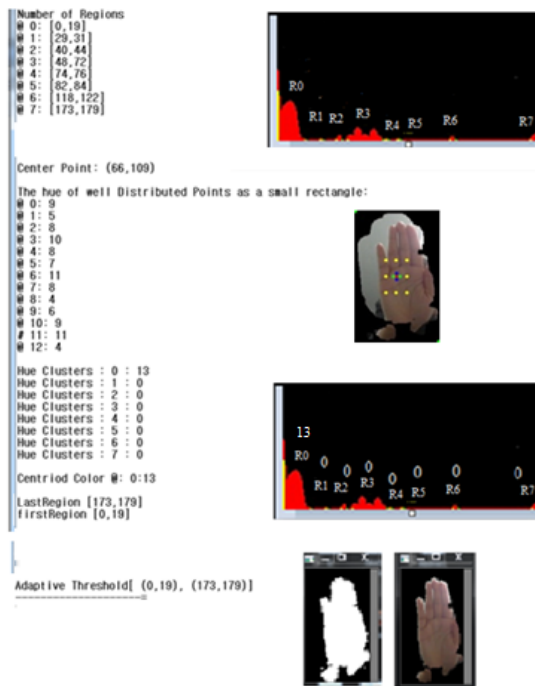 Number of Regions
@ 0: [0,19]
@ 1: [29,31]
@ 2: [40,44]
@ 3: [48,72]
@ 4: [74,76]
@ 5: [82,84]
@ 6: [118,122]
@ 7: [173,179]
R0
R1
R2
R3
R4
R5
R6
R7
Center Point: (66,109)
The hue of well Distributed Points as a small rectangle:
@ 0: 9
@ 1: 5
@ 2: 8
@ 3: 10
@ 4: 8
@ 5: 7
@ 6: 11
@ 7: 8
@ 8: 4
@ 9: 6
@ 10: 9
# 11: 11
@ 12: 4
Hue Clusters : 0 : 13
Hue Clusters : 1 : 0
Hue Clusters : 2 : 0
Hue Clusters : 3 : 0
Hue Clusters : 4 : 0
Hue Clusters : 5 : 0
Hue Clusters : 6 : 0
Hue Clusters : 7 : 0
Centriod Color @: 0:13
LastRegion [173,179]
firstRegion [0,19]
13
0 0 0 0 0 0 0
R0
R1
R2
R3
R4
R5
R6
R7
Adaptive Threshold[ (0,19), (173,179)]
---------------------=